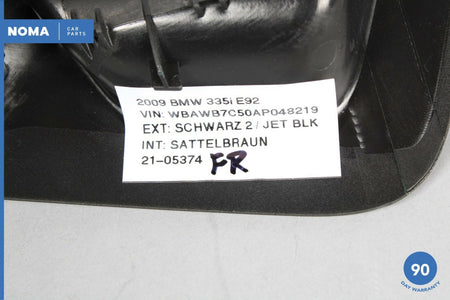 NOMA CAR PARTS
2009 BMW 335i E92
VIN: WBAWB7C50AP048219
EXT: SCHWARZ 2 / JET BLK
INT: SATTELBRAUN
21-05374 FR
90
DAY WARRANTY